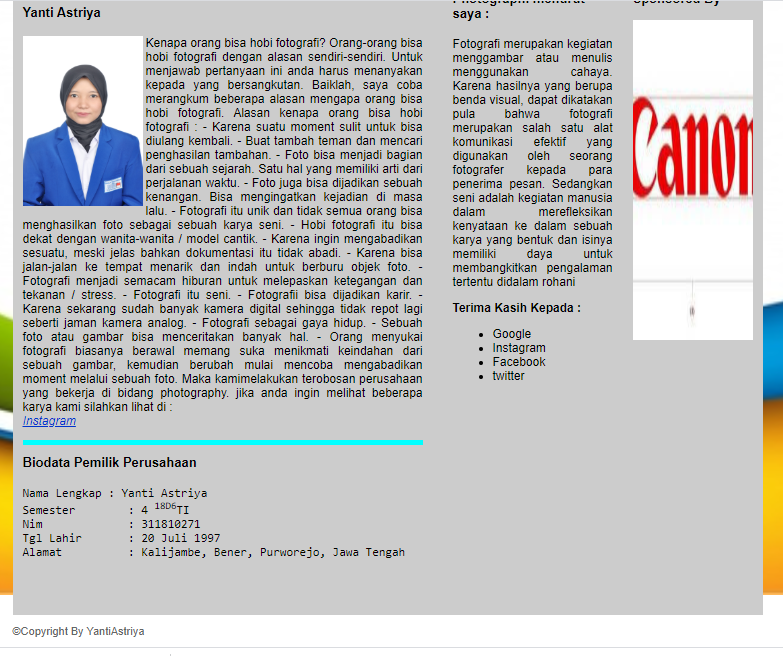 Yanti Astriya
Kenapa orang bisa hobi fotografi? Orang-orang bisa
hobi fotografi dengan alasan sendiri-sendiri. Untuk
menjawab pertanyaan ini anda harus menanyakan
kepada yang bersangkutan. Baiklah, saya coba
merangkum beberapa alasan mengapa orang bisa
hobi fotografi. Alasan kenapa orang bisa hobi
fotografi : - Karena suatu moment sulit untuk bisa
diulang kembali. - Buat tambah teman dan mencari
penghasilan tambahan. - Foto bisa menjadi bagian
dari sebuah sejarah. Satu hal yang memiliki arti dari
perjalanan waktu. - Foto juga bisa dijadikan sebuah
kenangan. Bisa mengingatkan kejadian di masa
lalu. - Fotografi itu unik dan tidak semua orang bisa
menghasilkan foto sebagai sebuah karya seni. - Hobi fotografi itu bisa
dekat dengan wanita-wanita / model cantik. - Karena ingin mengabadikan
sesuatu, meski jelas bahkan dokumentasi itu tidak abadi. - Karena bisa
jalan-jalan ke tempat menarik dan indah untuk berburu objek foto. -
Fotografi menjadi semacam hiburan untuk melepaskan ketegangan dan
tekanan / stress. - Fotografi itu seni. - Fotografii bisa dijadikan karir. -
Karena sekarang sudah banyak kamera digital sehingga tidak repot lagi
seberti jaman kamera analog. - Fotografi sebagai gaya hidup. - Sebuah
foto atau gambar bisa menceritakan banyak hal. - Orang menyukai
fotografi biasanya berawal memang suka menikmati keindahan dari
sebuah gambar, kemudian berubah mulai mencoba mengabadikan
moment melalui sebuah foto. Maka kamimelakukan terobosan perusahaan
yang bekerja di bidang photography. jika anda ingin melihat beberapa
karya kami silahkan lihat di :
Instagram
Biodata Pemilik Perusahaan
Nama Lengkap : Yanti Astriya
Semester : 4 18D6TI
Nim : 311810271
Tgl Lahir : 20 Juli 1997
Alamat : Kalijambe, Bener, Purworejo, Jawa Tengah
Photographi menurut
saya :
Fotografi merupakan kegiatan
menggambar atau menulis
menggunakan cahaya.
Karena hasilnya yang berupa
benda visual, dapat dikatakan
pula bahwa fotografi
merupakan salah satu alat
komunikasi efektif yang
digunakan oleh seorang
fotografer kepada para
penerima pesan. Sedangkan
seni adalah kegiatan manusia
dalam merefleksikan
kenyataan ke dalam sebuah
karya yang bentuk dan isinya
memiliki daya untuk
membangkitkan pengalaman
tertentu didalam rohani
Terima Kasih Kepada :
Google
Instagram
Facebook
twitter
Sponsored By
Canon
©Copyright By YantiAstriya